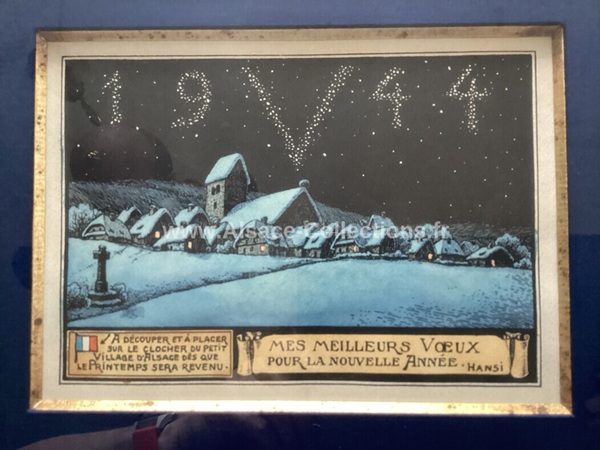 19V44
www.Alsace-Collections.fr
A DÉCOUPER ET À PLACER
SUR LE CLOCHER DU PETIT
VILLAGE D'ALSACE DÈS QUE
LE PRINTEMPS SERA REVENU.
MES MEILLEURS VŒUX
POUR LA NOUVELLE ANNÉE.
HANSI